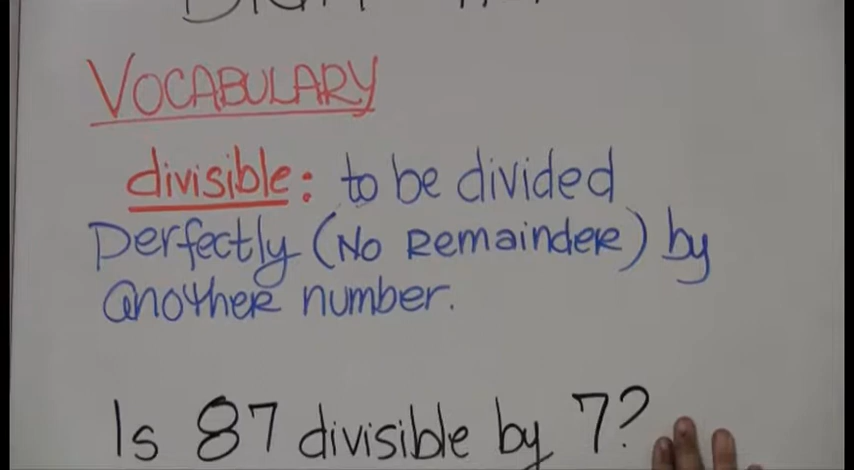 VOCABULARY
divisible: to be divided
Perfectly (No Remainder) by
another number.
Is 87 divisible by 7?